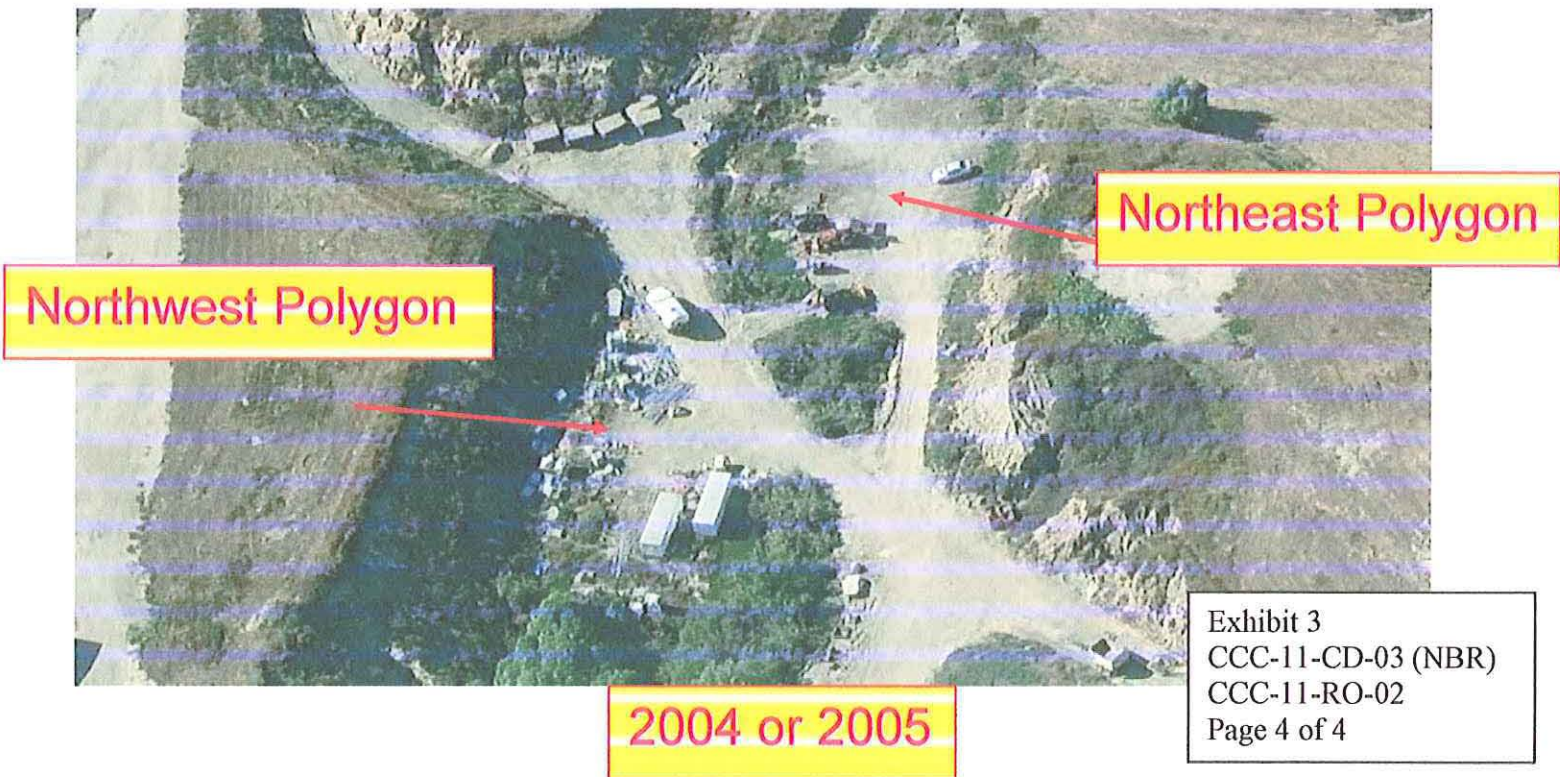 Northeast Polygon
Northwest Polygon
2004 or 2005
Exhibit 3
CCC-11-CD-03 (NBR)
CCC-11-RO-02
Page 4 of 4